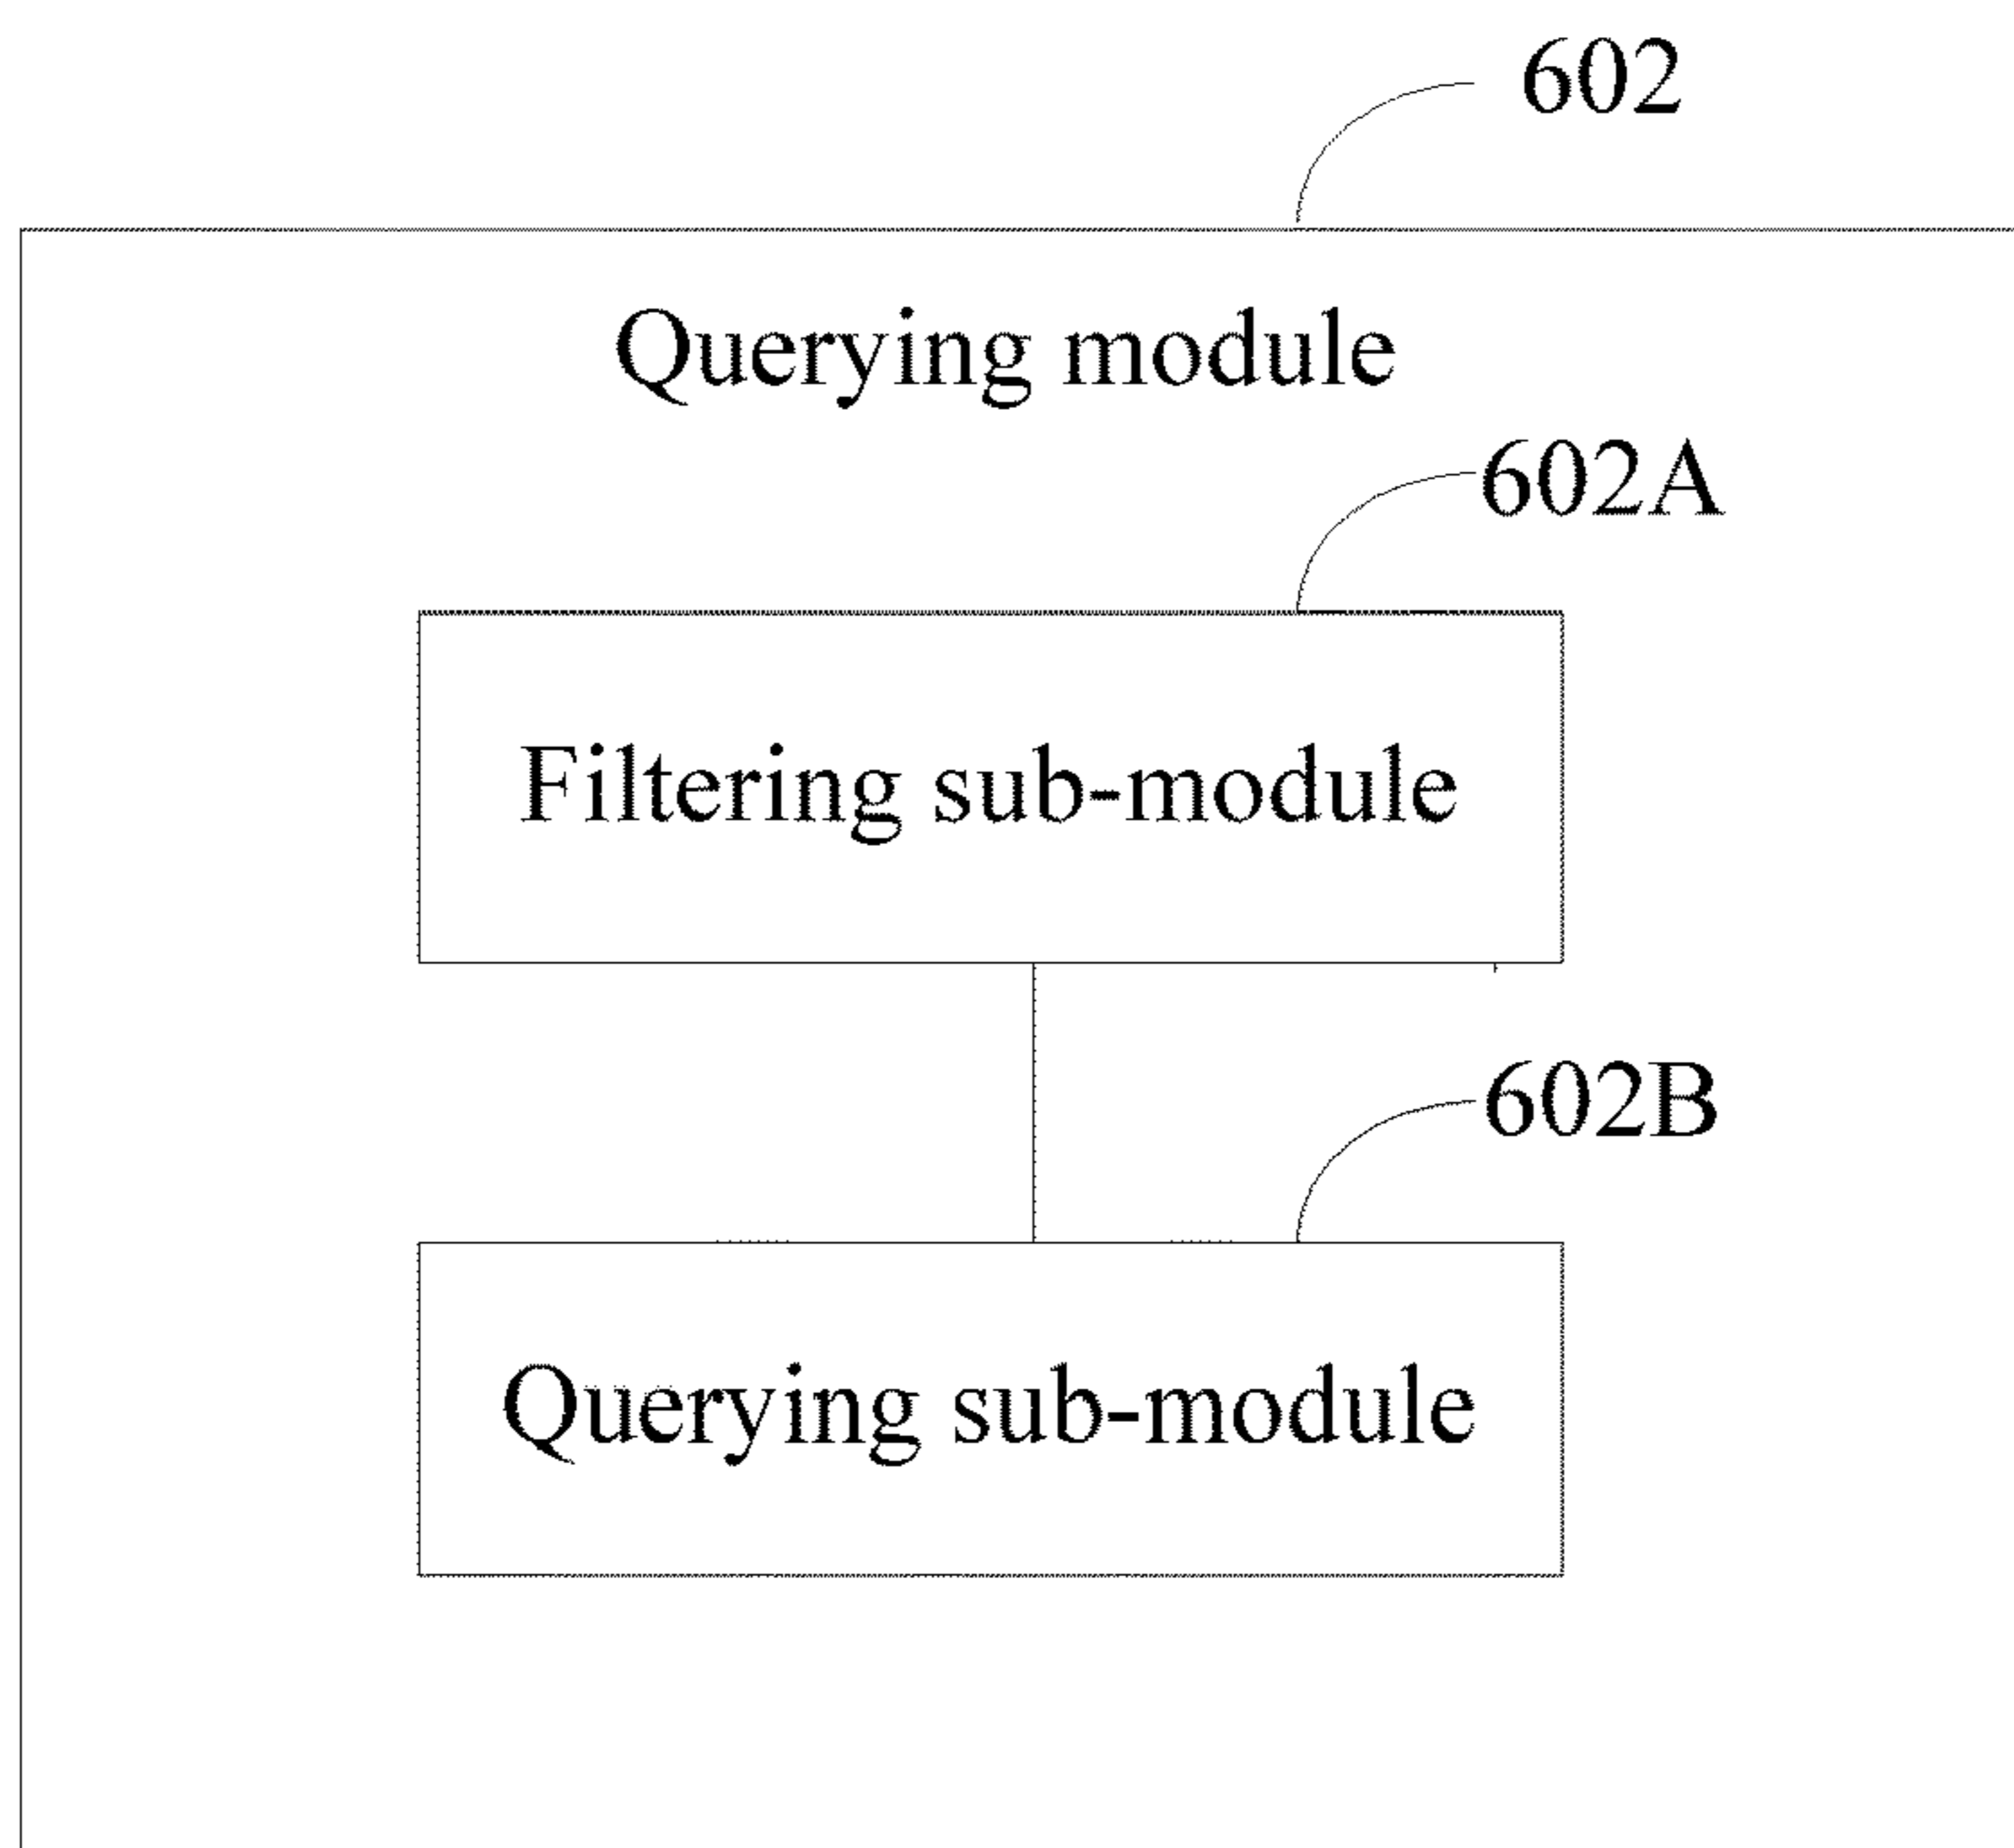 602
Querying module
602A
Filtering sub-module
602B
Querying sub-module